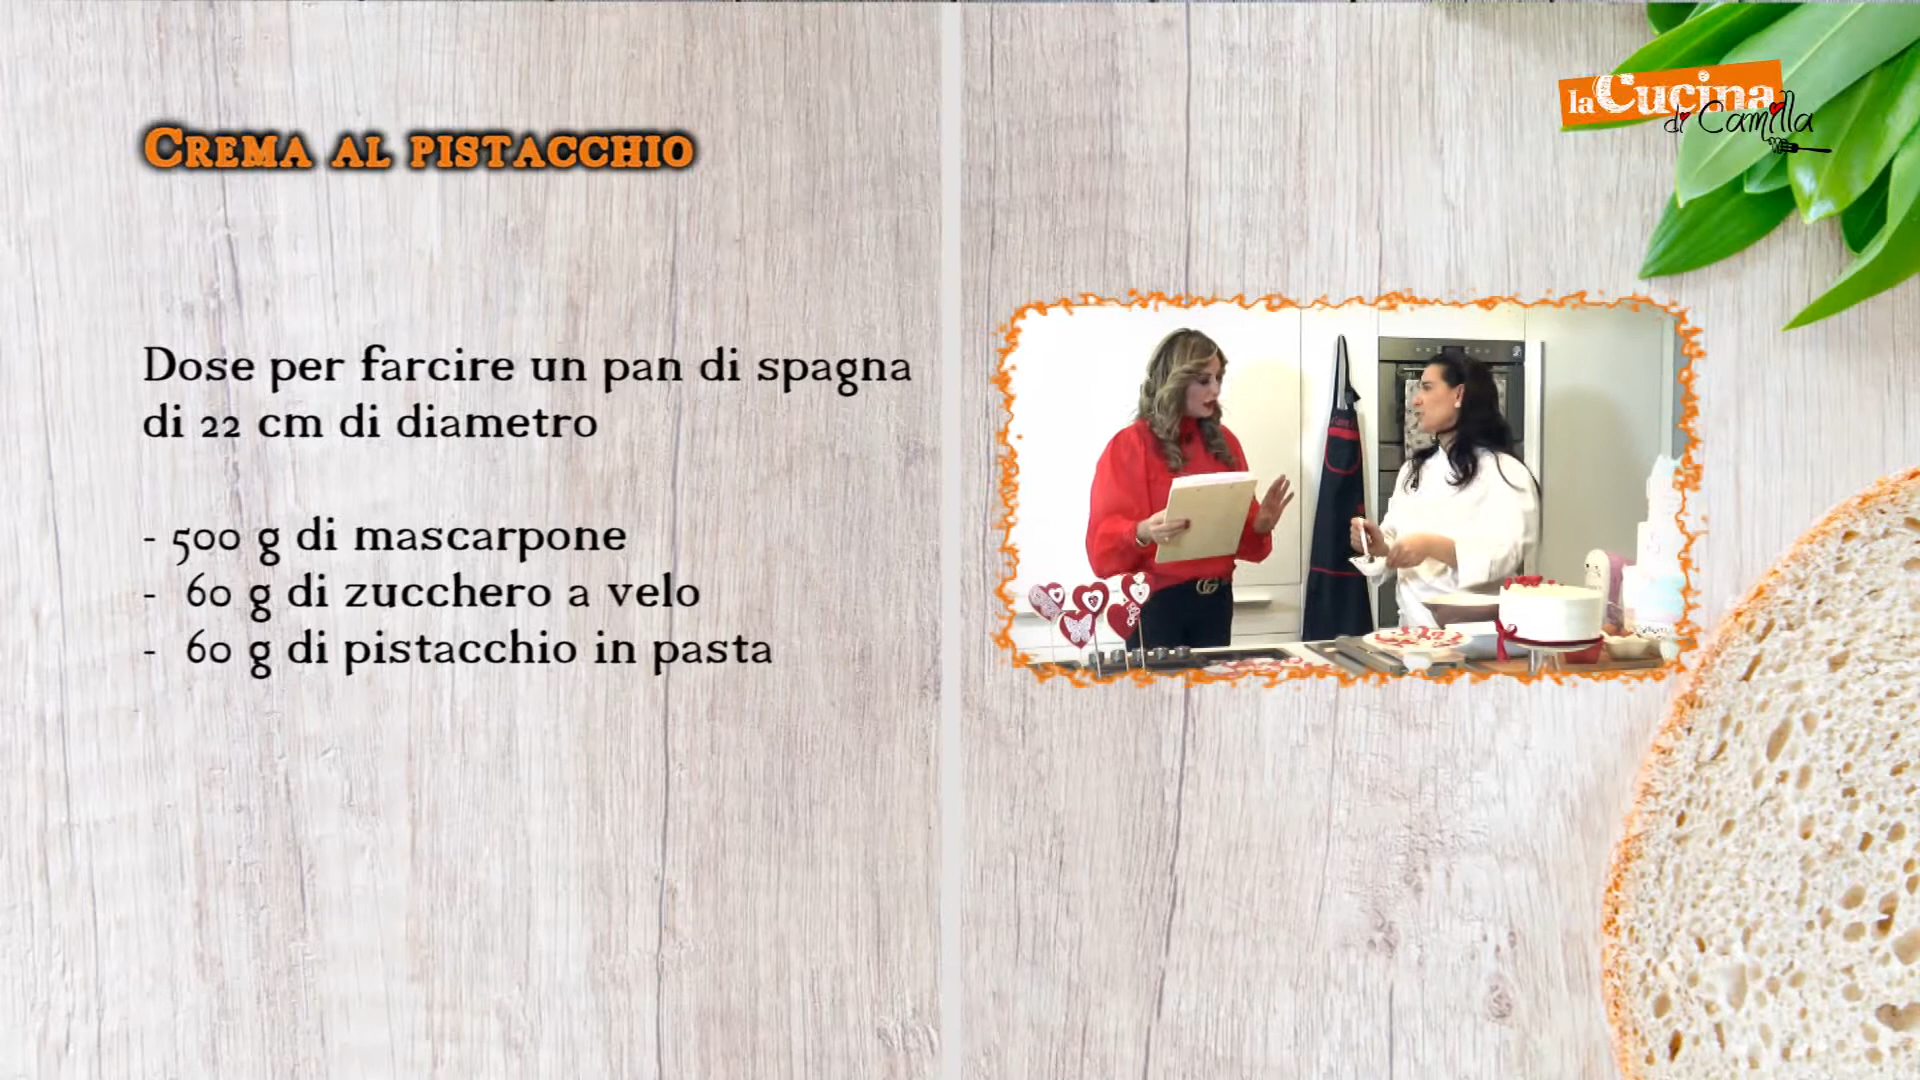 Crema al pistacchio
Dose per farcire un pan di spagna
di 22 cm di diametro
- 500 g di mascarpone
- 60 g di zucchero a velo
- 60 g di pistacchio in pasta
la Cucina
di Camilla